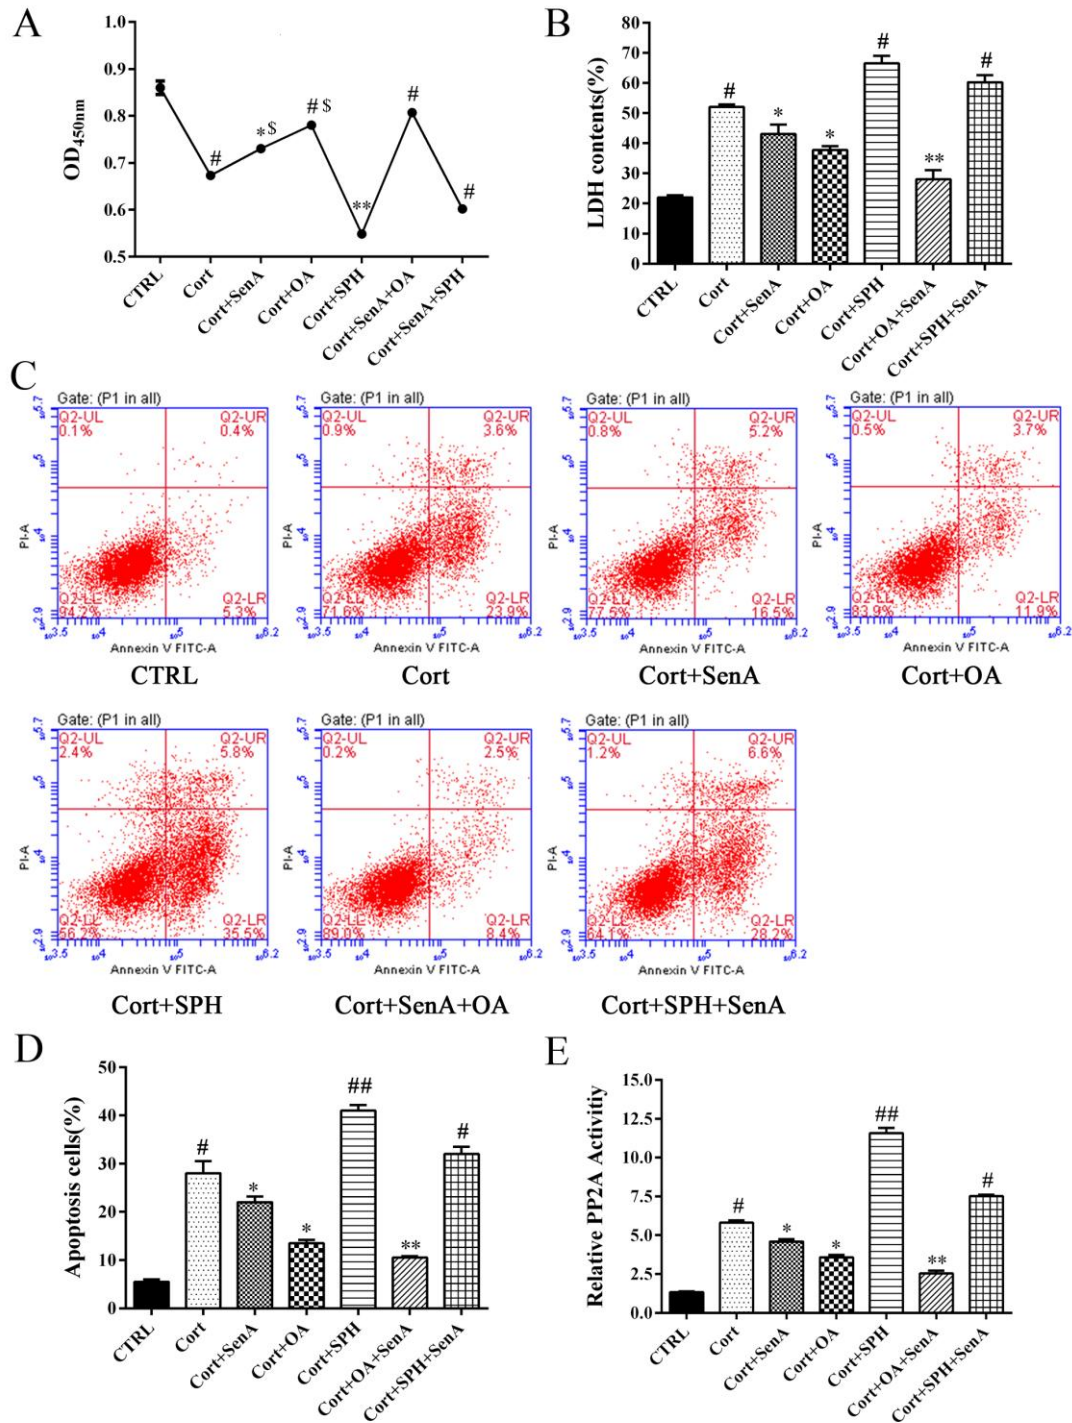 A
1.0
0.9
0.8
0.7
0.6
0.5
OD450nm
#
*$
#$
**
#
#
CTRL
Cort
Cort+SenA
Cort+OA
Cort+SPH
Cort+SenA+OA
Cort+SenA+SPH
B
80
70
60
50
40
30
20
10
0
LDH contents(%)
#
*
*
#
**
#
CTRL
Cort
Cort+SenA
Cort+OA
Cort+SPH
Cort+OA+SenA
Cort+SPH+SenA
C
Gate: (P1 in all)
Q2-UL
0.1%
Q2-UR
0.4%
Q2-LL
94.2%
Q2-LR
5.3%
PI-A
Annexin V FITC-A
CTRL
Gate: (P1 in all)
Q2-UL
0.9%
Q2-UR
3.6%
Q2-LL
71.6%
Q2-LR
23.9%
PI-A
Annexin V FITC-A
Cort
Gate: (P1 in all)
Q2-UL
0.8%
Q2-UR
5.2%
Q2-LL
77.5%
Q2-LR
16.5%
PI-A
Annexin V FITC-A
Cort+SenA
Gate: (P1 in all)
Q2-UL
0.5%
Q2-UR
3.7%
Q2-LL
83.9%
Q2-LR
11.9%
PI-A
Annexin V FITC-A
Cort+OA
Gate: (P1 in all)
Q2-UL
2.4%
Q2-UR
5.8%
Q2-LL
56.2%
Q2-LR
35.5%
PI-A
Annexin V FITC-A
Cort+SPH
Gate: (P1 in all)
Q2-UL
0.2%
Q2-UR
2.5%
Q2-LL
89.0%
Q2-LR
8.4%
PI-A
Annexin V FITC-A
Cort+SenA+OA
Gate: (P1 in all)
Q2-UL
1.2%
Q2-UR
6.6%
Q2-LL
64.1%
Q2-LR
28.2%
PI-A
Annexin V FITC-A
Cort+SPH+SenA
D
50
40
30
20
10
0
Apoptosis cells(%)
#
*
*
##
**
#
CTRL
Cort
Cort+SenA
Cort+OA
Cort+SPH
Cort+OA+SenA
Cort+SPH+SenA
E
15.0
12.5
10.0
7.5
5.0
2.5
0.0
Relative PP2A Activitiy
#
*
*
##
**
#
CTRL
Cort
Cort+SenA
Cort+OA
Cort+SPH
Cort+OA+SenA
Cort+SPH+SenA